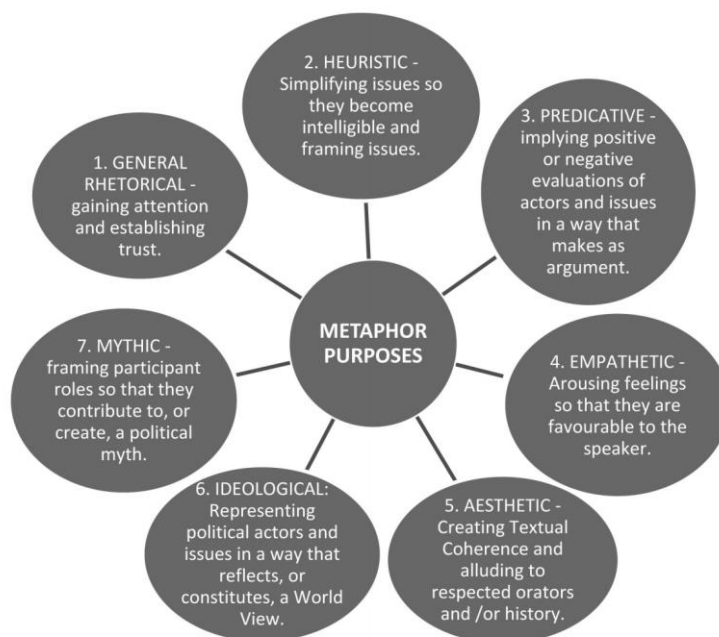 METAPHOR
PURPOSES
1. GENERAL
RHETORICAL -
gaining attention
and establishing
trust.
2. HEURISTIC -
Simplifying issues so
they become
intelligible and
framing issues.
3. PREDICATIVE -
implying positive
or negative
evaluations of
actors and issues
in a way that
makes as
argument.
4. EMPATHETIC -
Arousing feelings
so that they are
favourable to the
speaker.
5. AESTHETIC -
Creating Textual
Coherence and
alluding to
respected orators
and /or history.
6. IDEOLOGICAL:
Representing
political actors and
issues in a way that
reflects, or
constitutes, a World
View.
7. MYTHIC -
framing participant
roles so that they
contribute to, or
create, a political
myth.